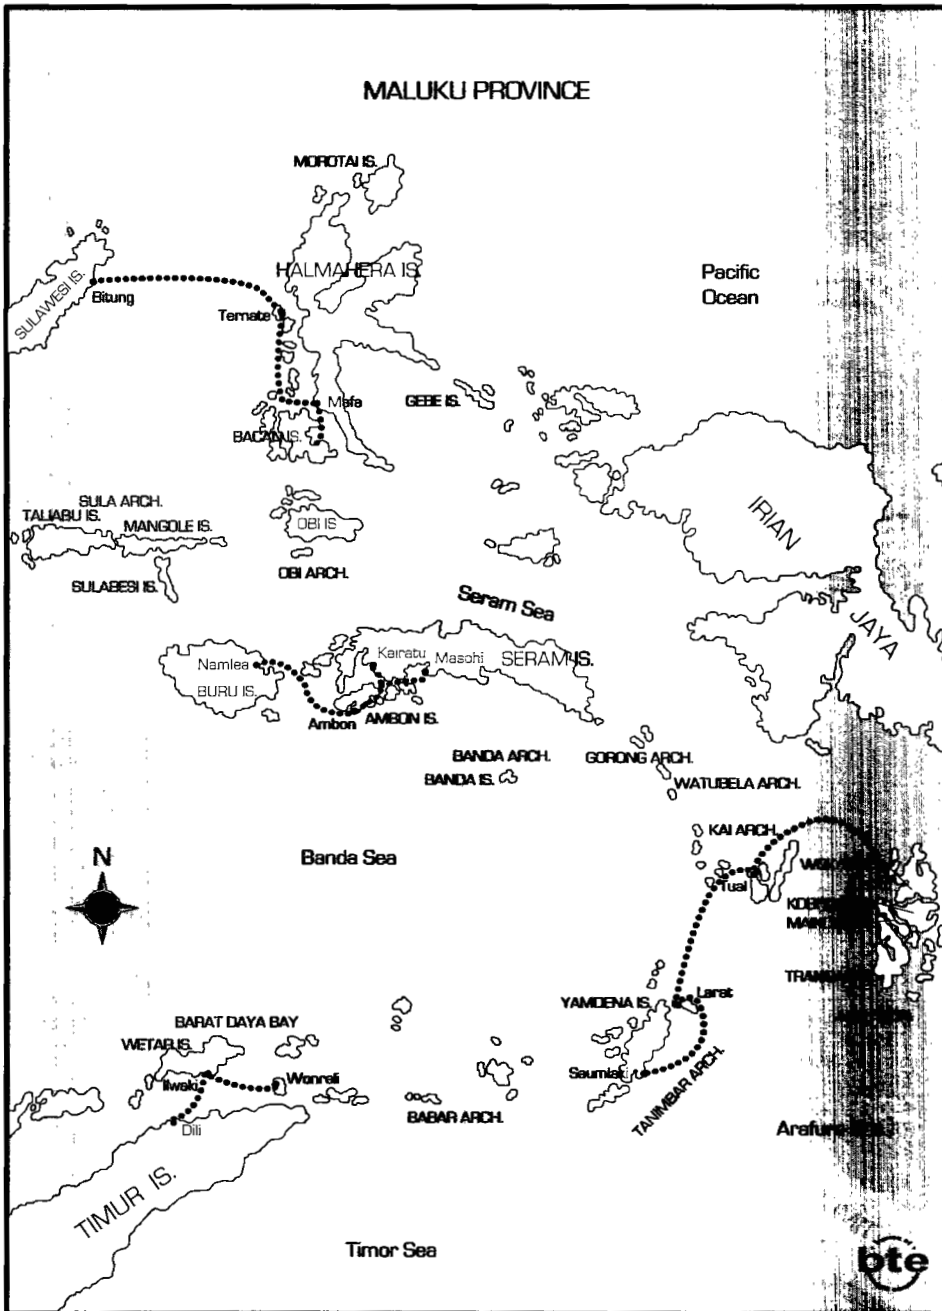 MALUKU PROVINCE
MOROTAI IS.
HALMAHERA IS.
SULAWESI IS.
Bitung
Ternate
Pacific
Ocean
Mafa
GEBE IS.
BACAN IS.
SULA ARCH.
TALIABU IS.
MANGOLE IS.
OBI IS
IRIAN
JAYA
SULABESI IS.
OBI ARCH.
Seram Sea
Namlea
Kairatu
Masohi
SERAM IS.
BURU IS.
Ambon
AMBON IS.
BANDA ARCH.
BANDA IS.
GORONG ARCH.
WATUBELA ARCH.
KAI ARCH.
N
Banda Sea
Tual
Larat
YAMDENA IS.
BARAT DAYA BAY
WETAR IS.
Ilwaki
Wonreli
Saumlaki
TANIMBAR ARCH.
BABAR ARCH.
Dili
TIMUR IS.
Timor Sea
bte